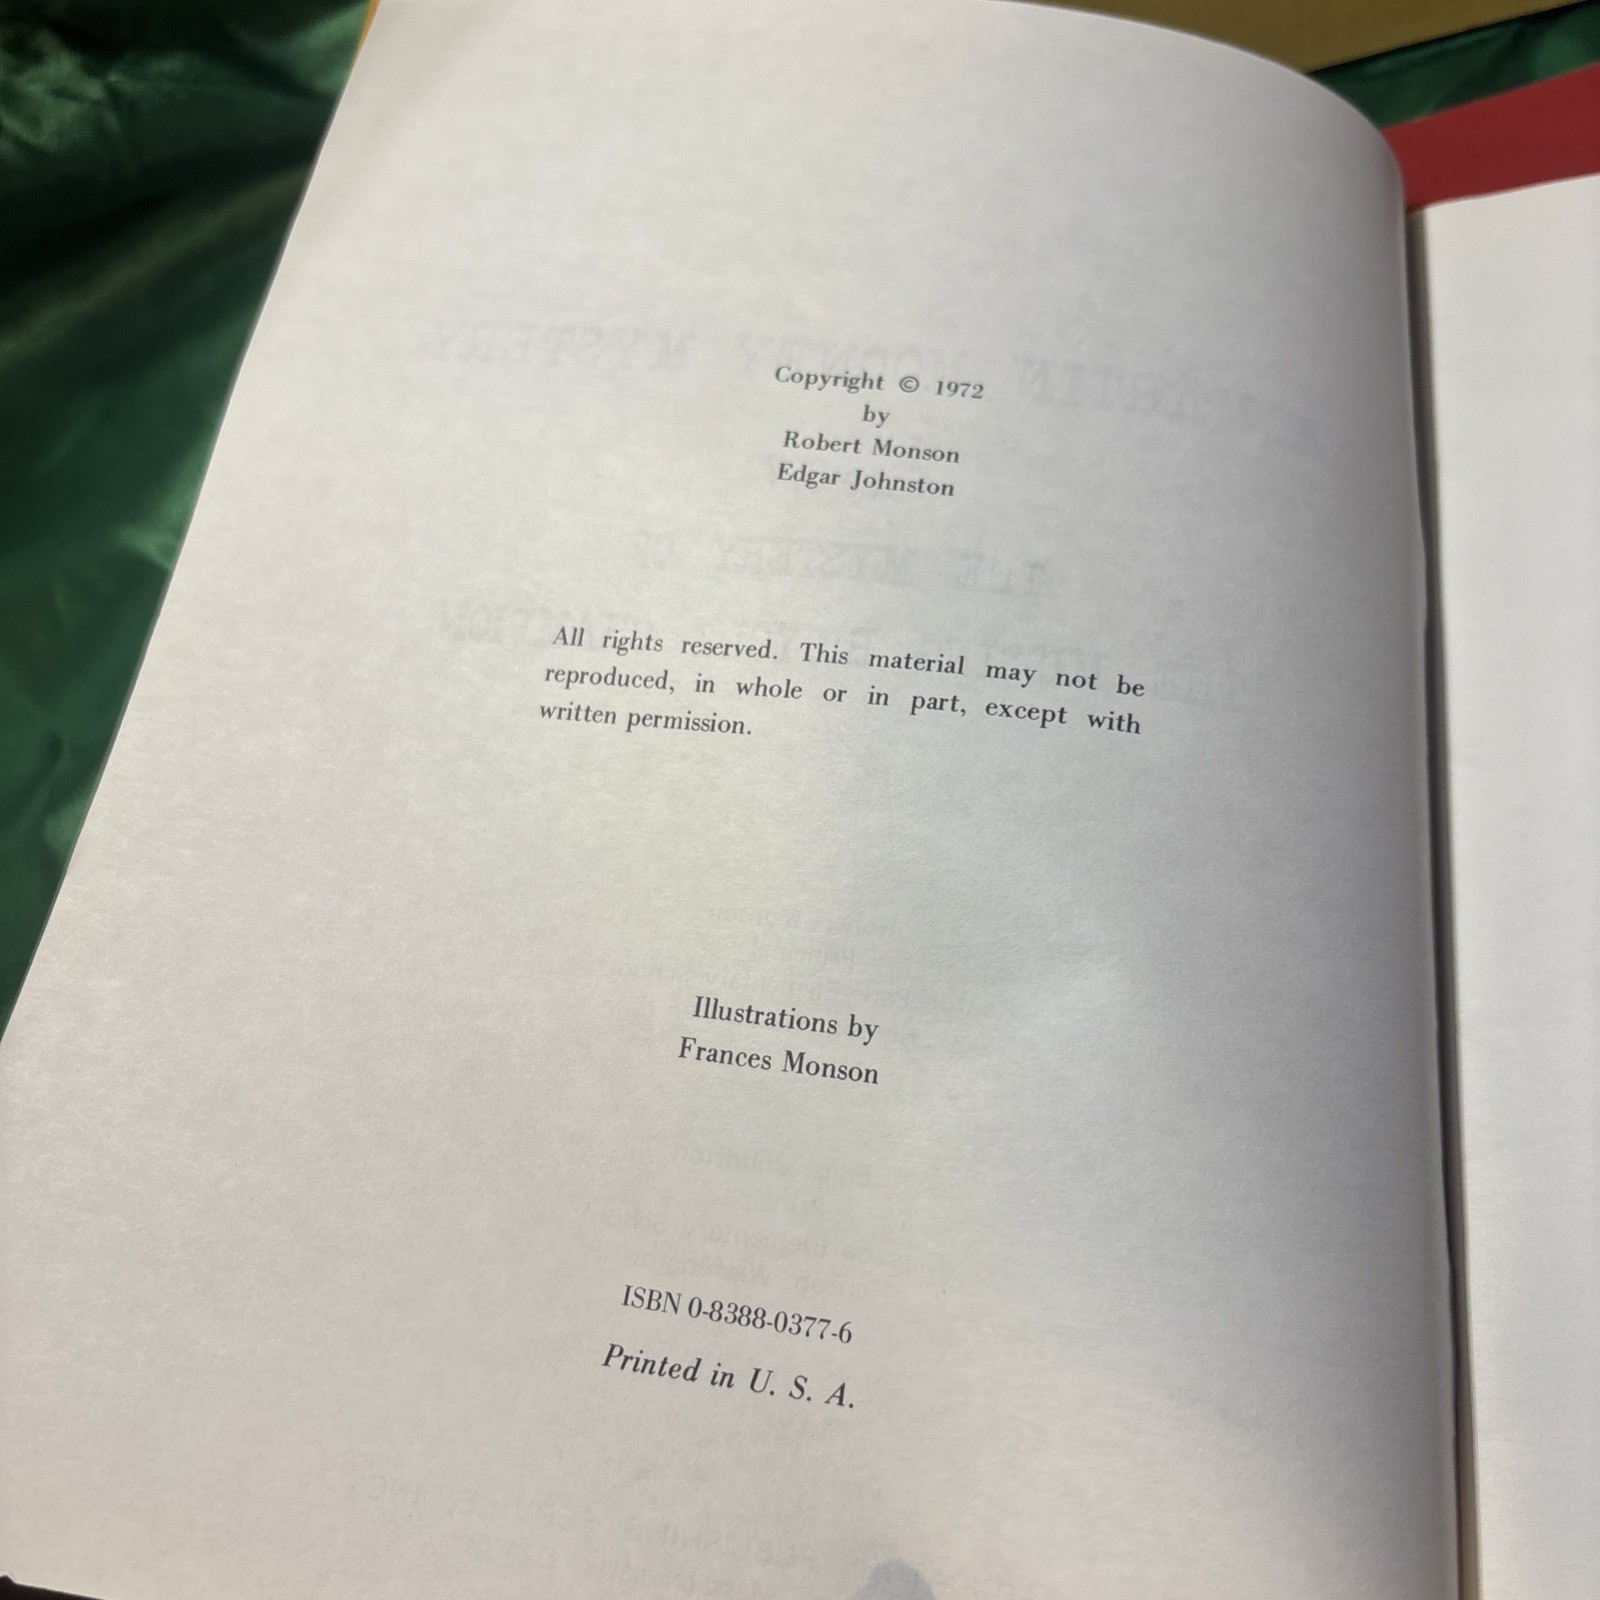 Copyright © 1972
by
Robert Monson
Edgar Johnston
All rights reserved. This material may not be
reproduced, in whole or in part, except with
written permission.
Illustrations by
Frances Monson
ISBN 0-8388-0377-6
Printed in U. S. A.